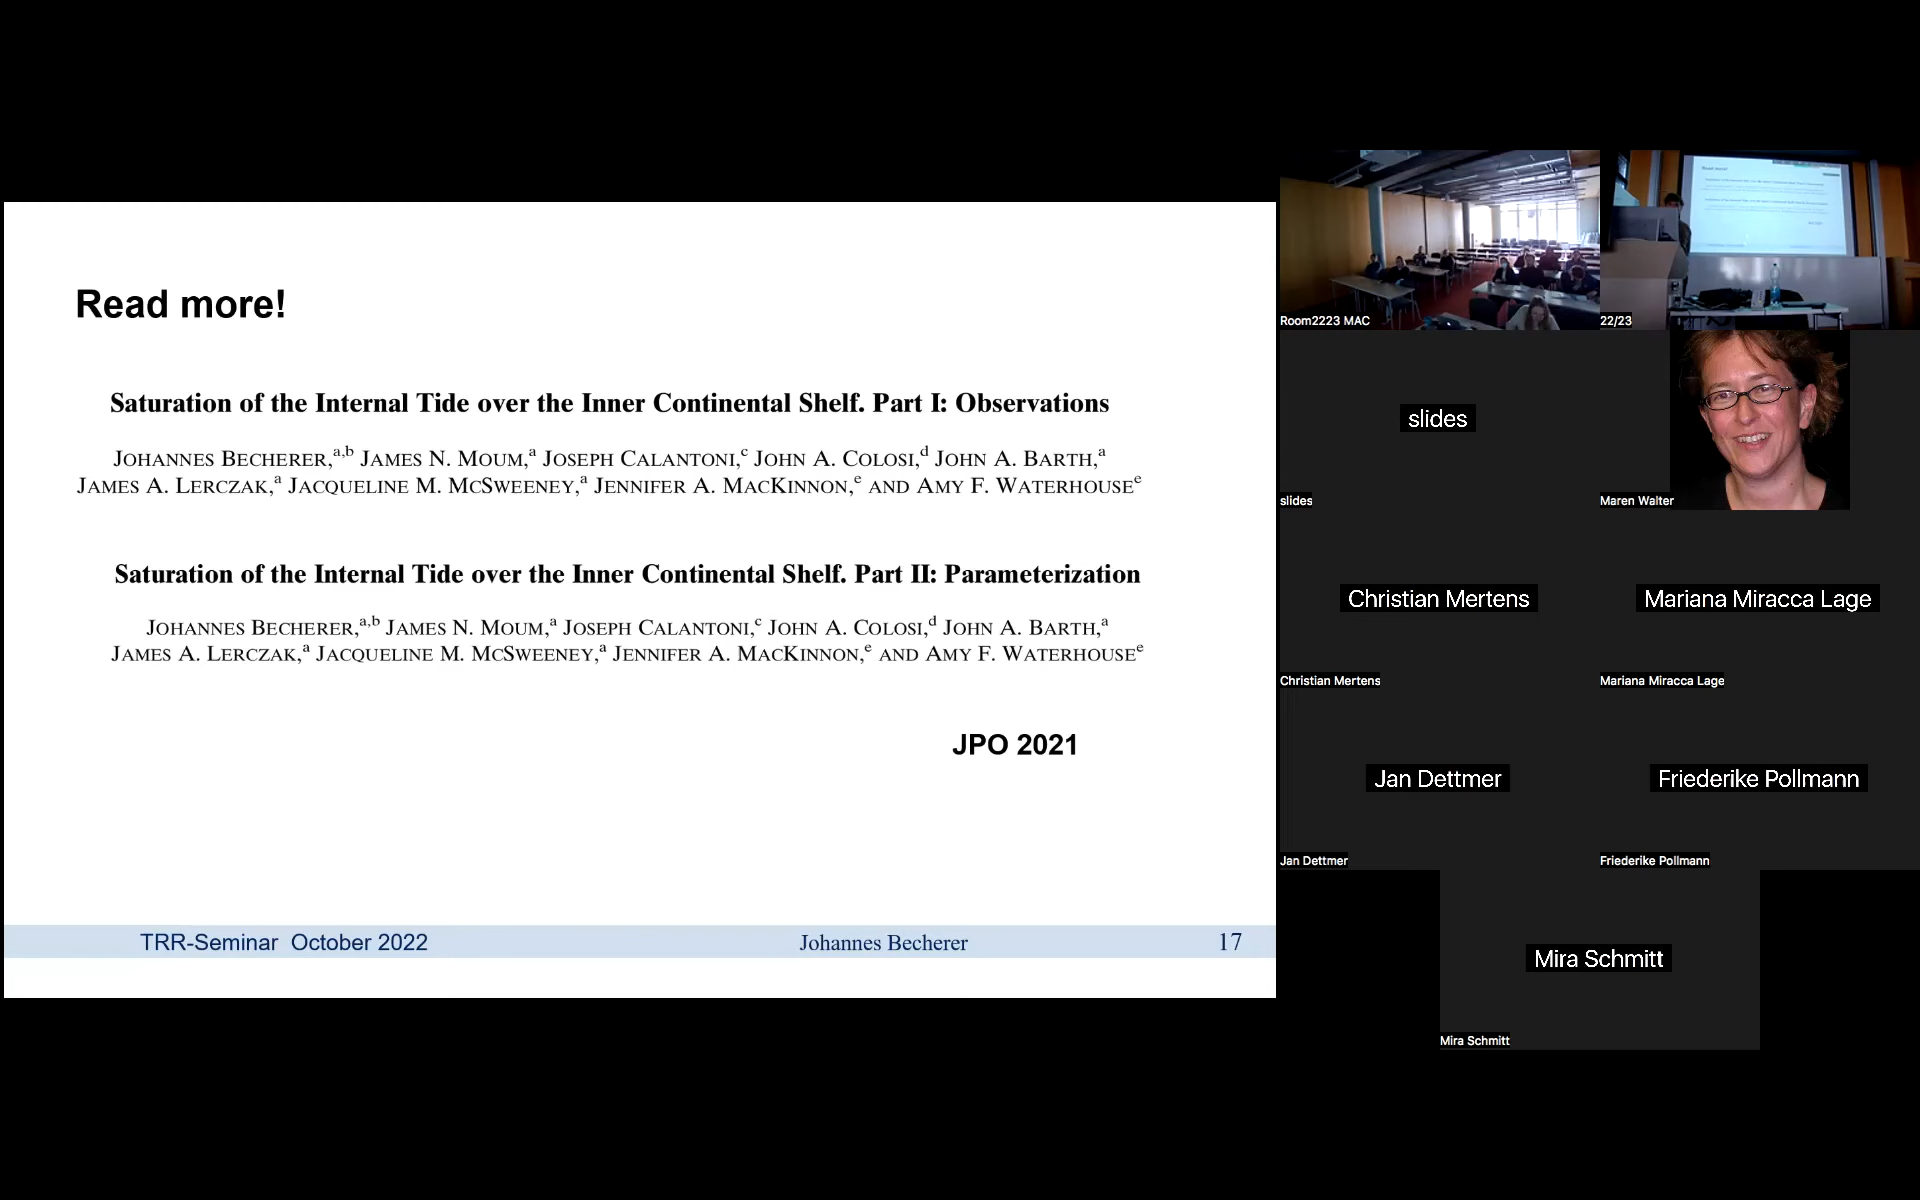 Read more!
Saturation of the Internal Tide over the Inner Continental Shelf. Part I: Observations
JOHANNES BECHERER,a,b JAMES N. MOUM,a JOSEPH CALANTONI,c JOHN A. COLOSI,d JOHN A. BARTH,a
JAMES A. LERCZAK,a JACQUELINE M. MCSWEENEY,a JENNIFER A. MACKINNON,e AND AMY F. WATERHOUSEe
Saturation of the Internal Tide over the Inner Continental Shelf. Part II: Parameterization
JOHANNES BECHERER,a,b JAMES N. MOUM,a JOSEPH CALANTONI,c JOHN A. COLOSI,d JOHN A. BARTH,a
JAMES A. LERCZAK,a JACQUELINE M. MCSWEENEY,a JENNIFER A. MACKINNON,e AND AMY F. WATERHOUSEe
JPO 2021
TRR-Seminar October 2022
Johannes Becherer
17
Room2223 MAC
22/23
Read more!
slides
slides
Maren Walter
Christian Mertens
Christian Mertens
Mariana Miracca Lage
Mariana Miracca Lage
Jan Dettmer
Jan Dettmer
Friederike Pollmann
Friederike Pollmann
Mira Schmitt
Mira Schmitt